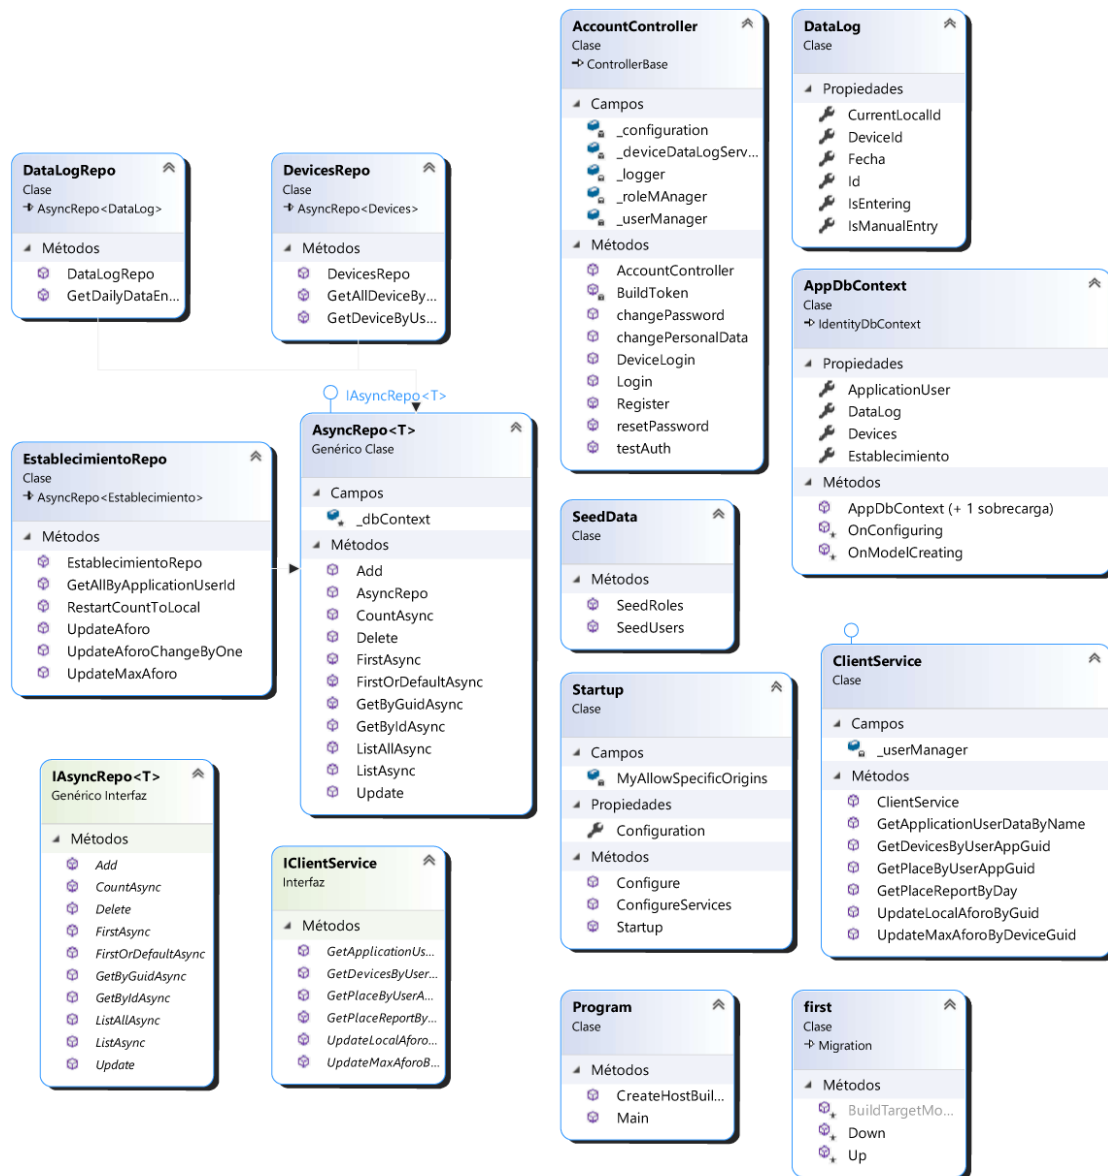 DataLogRepo
Clase
AsyncRepo<DataLog>
Métodos
DataLogRepo
GetDailyDataEn...
DevicesRepo
Clase
AsyncRepo<Devices>
Métodos
DevicesRepo
GetAllDeviceBy...
GetDeviceByUs...
IAsyncRepo<T>
AsyncRepo<T>
Genérico Clase
Campos
_dbContext
Métodos
Add
AsyncRepo
CountAsync
Delete
FirstAsync
FirstOrDefaultAsync
GetByGuidAsync
GetByIdAsync
ListAllAsync
ListAsync
Update
EstablecimientoRepo
Clase
AsyncRepo<Establecimiento>
Métodos
EstablecimientoRepo
GetAllByApplicationUserId
RestartCountToLocal
UpdateAforo
UpdateAforoChangeByOne
UpdateMaxAforo
IAsyncRepo<T>
Genérico Interfaz
Métodos
Add
CountAsync
Delete
FirstAsync
FirstOrDefaultAsync
GetByGuidAsync
GetByIdAsync
ListAllAsync
ListAsync
Update
IClientService
Interfaz
Métodos
GetApplicationUs...
GetDevicesByUser...
GetPlaceByUserA...
GetPlaceReportBy...
UpdateLocalAforo...
UpdateMaxAforoB...
AccountController
Clase
ControllerBase
Campos
_configuration
_deviceDataLogServ...
_logger
_roleMAnager
_userManager
Métodos
AccountController
BuildToken
changePassword
changePersonalData
DeviceLogin
Login
Register
resetPassword
testAuth
DataLog
Clase
Propiedades
CurrentLocalId
DeviceId
Fecha
Id
IsEntering
IsManualEntry
AppDbContext
Clase
IdentityDbContext
Propiedades
ApplicationUser
DataLog
Devices
Establecimiento
Métodos
AppDbContext (+ 1 sobrecarga)
OnConfiguring
OnModelCreating
SeedData
Clase
Métodos
SeedRoles
SeedUsers
Startup
Clase
Campos
MyAllowSpecificOrigins
Propiedades
Configuration
Métodos
Configure
ConfigureServices
Startup
ClientService
Clase
Campos
_userManager
Métodos
ClientService
GetApplicationUserDataByName
GetDevicesByUserAppGuid
GetPlaceByUserAppGuid
GetPlaceReportByDay
UpdateLocalAforoByGuid
UpdateMaxAforoByDeviceGuid
Program
Clase
Métodos
CreateHostBuil...
Main
first
Clase
Migration
Métodos
BuildTargetMo...
Down
Up